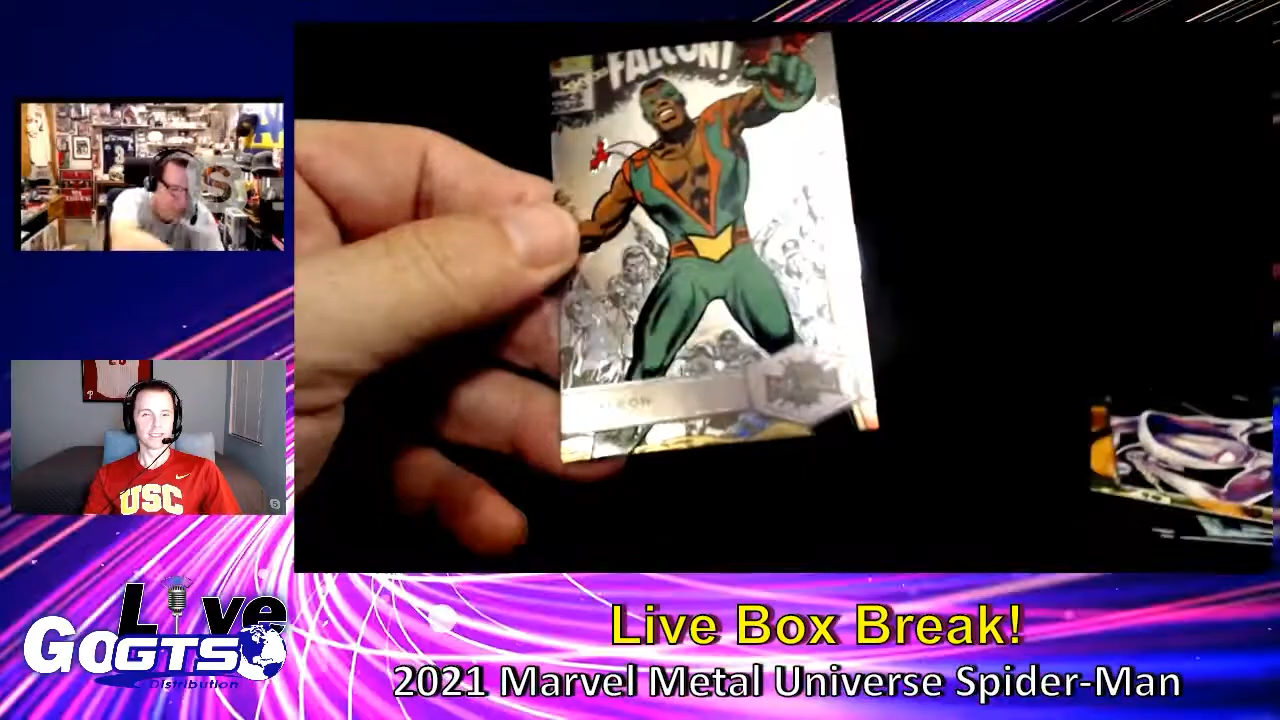 FALCON!
USC
Live
GOGTS
Distribution
Live Box Break!
2021 Marvel Metal Universe Spider-Man